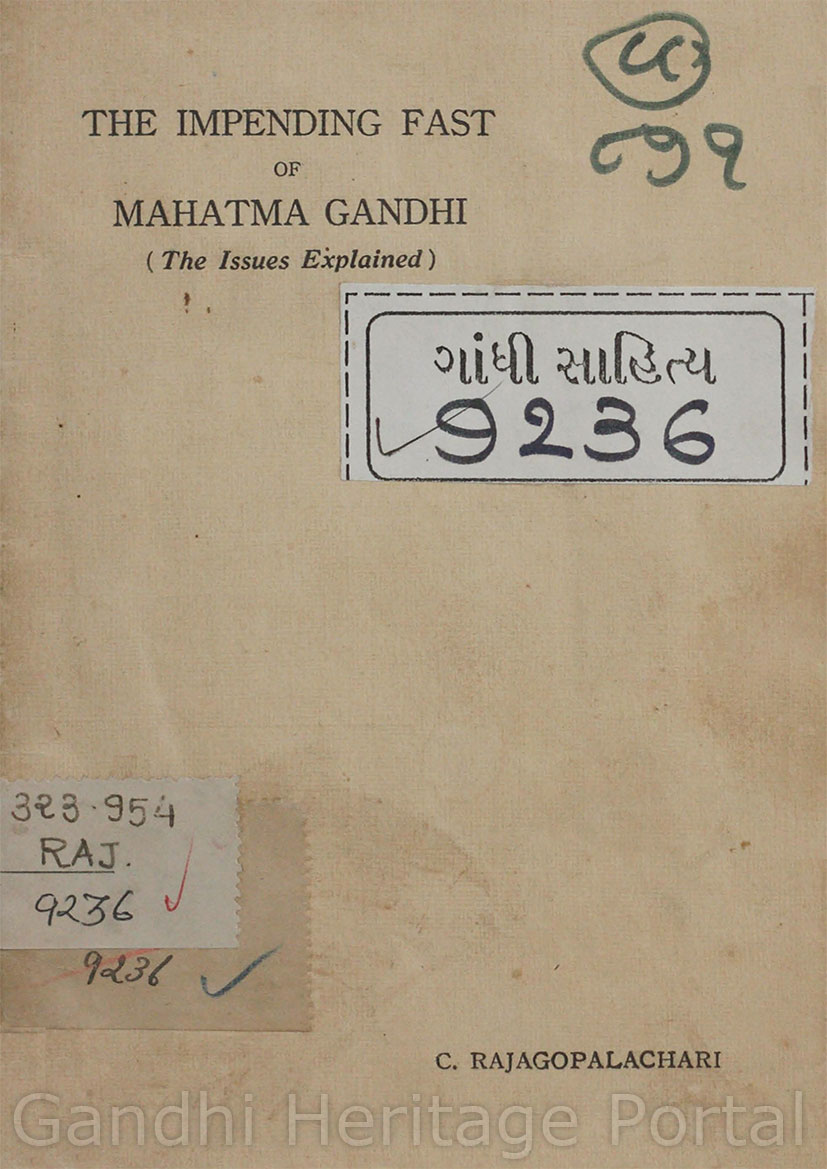 THE IMPENDING FAST
OF
MAHATMA GANDHI
(The Issues Explained)
૮૭૧
ગાંધી સાહિત્ય
9236
323.954
RAJ.
9236
9236
C. RAJAGOPALACHARI
Gandhi Heritage Portal